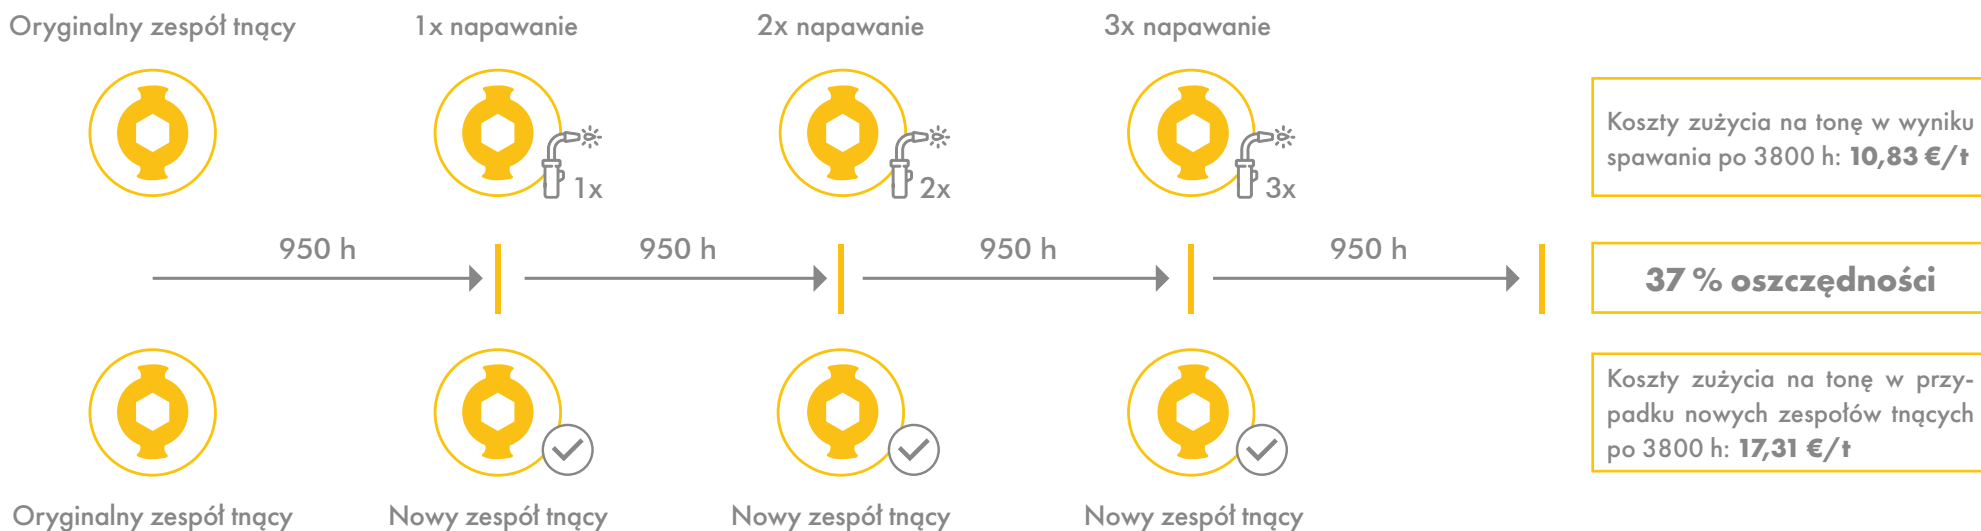 Oryginalny zespół tnący
1x napawanie
2x napawanie
3x napawanie
1x
2x
3x
Koszty zużycia na tonę w wyniku
spawania po 3800 h: 10,83 €/t
950 h
950 h
950 h
950 h
37 % oszczędności
Koszty zużycia na tonę w przy-
padku nowych zespołów tnących
po 3800 h: 17,31 €/t
Oryginalny zespół tnący
Nowy zespół tnący
Nowy zespół tnący
Nowy zespół tnący